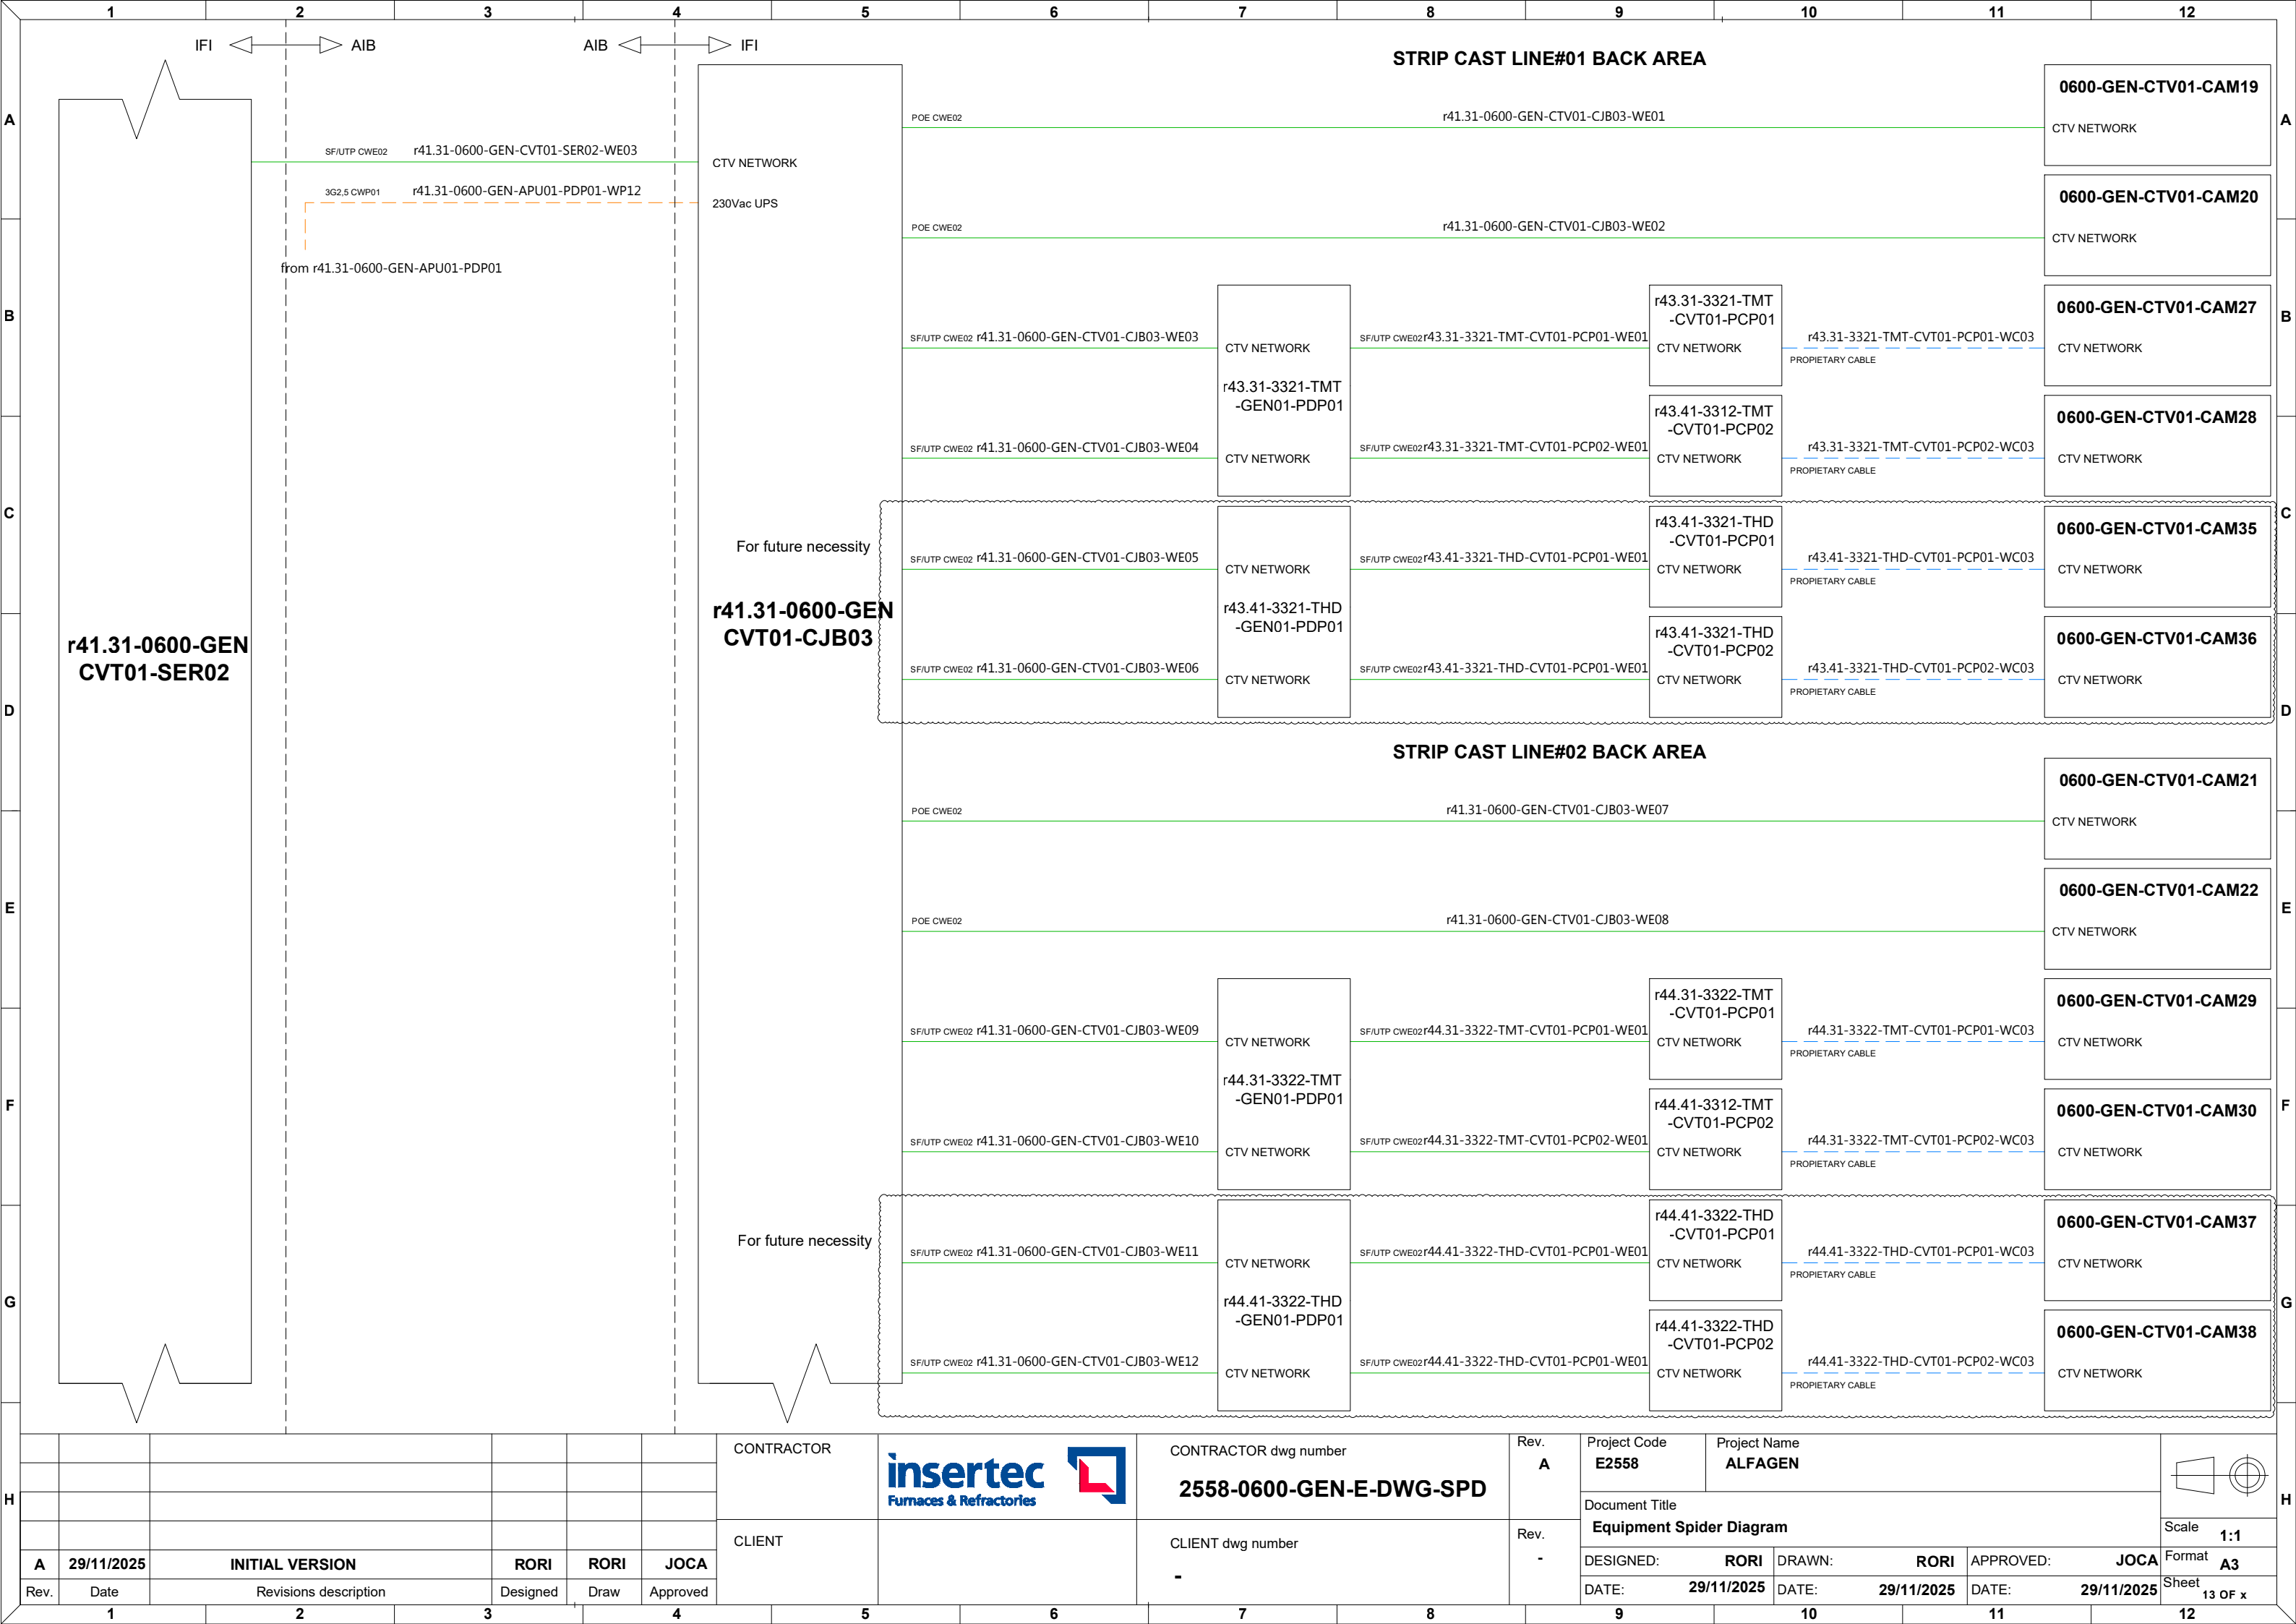 1 2 3 4 5 6 7 8 9 10 11 12
IFI AIB AIB IFI
STRIP CAST LINE#01 BACK AREA
A A
0600-GEN-CTV01-CAM19
POE CWE02 r41.31-0600-GEN-CTV01-CJB03-WE01
CTV NETWORK
SF/UTP CWE02 r41.31-0600-GEN-CVT01-SER02-WE03
CTV NETWORK
3G2,5 CWP01 r41.31-0600-GEN-APU01-PDP01-WP12
230Vac UPS
from r41.31-0600-GEN-APU01-PDP01
0600-GEN-CTV01-CAM20
POE CWE02 r41.31-0600-GEN-CTV01-CJB03-WE02
CTV NETWORK
B B
SF/UTP CWE02 r41.31-0600-GEN-CTV01-CJB03-WE03
CTV NETWORK
r43.31-3321-TMT
-GEN01-PDP01
SF/UTP CWE02 r43.31-3321-TMT-CVT01-PCP01-WE01
r43.31-3321-TMT
-CVT01-PCP01
CTV NETWORK
r43.31-3321-TMT-CVT01-PCP01-WC03
PROPIETARY CABLE
0600-GEN-CTV01-CAM27
CTV NETWORK
SF/UTP CWE02 r41.31-0600-GEN-CTV01-CJB03-WE04
CTV NETWORK
SF/UTP CWE02 r43.31-3321-TMT-CVT01-PCP02-WE01
r43.41-3312-TMT
-CVT01-PCP02
CTV NETWORK
r43.31-3321-TMT-CVT01-PCP02-WC03
PROPIETARY CABLE
0600-GEN-CTV01-CAM28
CTV NETWORK
C C
For future necessity
SF/UTP CWE02 r41.31-0600-GEN-CTV01-CJB03-WE05
CTV NETWORK
r43.41-3321-THD
-GEN01-PDP01
SF/UTP CWE02 r43.41-3321-THD-CVT01-PCP01-WE01
r43.41-3321-THD
-CVT01-PCP01
CTV NETWORK
r43.41-3321-THD-CVT01-PCP01-WC03
PROPIETARY CABLE
0600-GEN-CTV01-CAM35
CTV NETWORK
r41.31-0600-GEN
CVT01-SER02
r41.31-0600-GEN
CVT01-CJB03
SF/UTP CWE02 r41.31-0600-GEN-CTV01-CJB03-WE06
CTV NETWORK
SF/UTP CWE02 r43.41-3321-THD-CVT01-PCP01-WE01
r43.41-3321-THD
-CVT01-PCP02
CTV NETWORK
r43.41-3321-THD-CVT01-PCP02-WC03
PROPIETARY CABLE
0600-GEN-CTV01-CAM36
CTV NETWORK
D D
STRIP CAST LINE#02 BACK AREA
0600-GEN-CTV01-CAM21
POE CWE02 r41.31-0600-GEN-CTV01-CJB03-WE07
CTV NETWORK
E E
0600-GEN-CTV01-CAM22
POE CWE02 r41.31-0600-GEN-CTV01-CJB03-WE08
CTV NETWORK
SF/UTP CWE02 r41.31-0600-GEN-CTV01-CJB03-WE09
CTV NETWORK
r44.31-3322-TMT
-GEN01-PDP01
SF/UTP CWE02 r44.31-3322-TMT-CVT01-PCP01-WE01
r44.31-3322-TMT
-CVT01-PCP01
CTV NETWORK
r44.31-3322-TMT-CVT01-PCP01-WC03
PROPIETARY CABLE
0600-GEN-CTV01-CAM29
CTV NETWORK
F F
SF/UTP CWE02 r41.31-0600-GEN-CTV01-CJB03-WE10
CTV NETWORK
SF/UTP CWE02 r44.31-3322-TMT-CVT01-PCP02-WE01
r44.41-3312-TMT
-CVT01-PCP02
CTV NETWORK
r44.31-3322-TMT-CVT01-PCP02-WC03
PROPIETARY CABLE
0600-GEN-CTV01-CAM30
CTV NETWORK
For future necessity
SF/UTP CWE02 r41.31-0600-GEN-CTV01-CJB03-WE11
CTV NETWORK
r44.41-3322-THD
-GEN01-PDP01
SF/UTP CWE02 r44.41-3322-THD-CVT01-PCP01-WE01
r44.41-3322-THD
-CVT01-PCP01
CTV NETWORK
r44.41-3322-THD-CVT01-PCP01-WC03
PROPIETARY CABLE
0600-GEN-CTV01-CAM37
CTV NETWORK
G G
SF/UTP CWE02 r41.31-0600-GEN-CTV01-CJB03-WE12
CTV NETWORK
SF/UTP CWE02 r44.41-3322-THD-CVT01-PCP01-WE01
r44.41-3322-THD
-CVT01-PCP02
CTV NETWORK
r44.41-3322-THD-CVT01-PCP02-WC03
PROPIETARY CABLE
0600-GEN-CTV01-CAM38
CTV NETWORK
H H
A 29/11/2025 INITIAL VERSION RORI RORI JOCA
Rev. Date Revisions description Designed Draw Approved
CONTRACTOR
insertec
Furnaces & Refractories
CLIENT
CONTRACTOR dwg number
2558-0600-GEN-E-DWG-SPD
Rev.
A
CLIENT dwg number
-
Rev.
-
Project Code
E2558
Project Name
ALFAGEN
Document Title
Equipment Spider Diagram
DESIGNED: RORI DRAWN: RORI APPROVED: JOCA
DATE: 29/11/2025 DATE: 29/11/2025 DATE: 29/11/2025
Scale 1:1
Format A3
Sheet 13 OF x
1 2 3 4 5 6 7 8 9 10 11 12